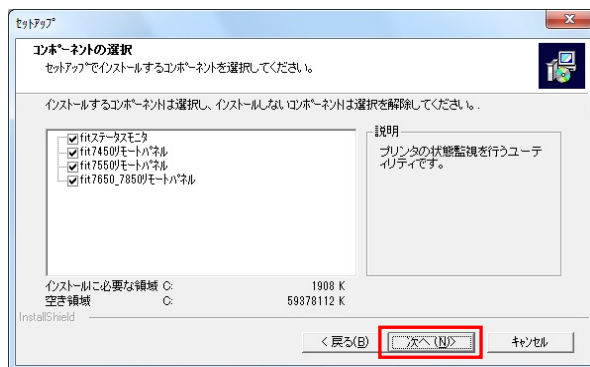 ｾｯﾄｱｯﾌﾟ
ｺﾝﾎﾟｰﾈﾝﾄの選択
ｾｯﾄｱｯﾌﾟでｲﾝｽﾄｰﾙするｺﾝﾎﾟｰﾈﾝﾄを選択してください。
ｲﾝｽﾄｰﾙするｺﾝﾎﾟｰﾈﾝﾄは選択し、ｲﾝｽﾄｰﾙしないｺﾝﾎﾟｰﾈﾝﾄは選択を解除してください。.
fitｽﾃｰﾀｽﾓﾆﾀ
fit7450ﾘﾓｰﾄﾊﾟﾈﾙ
fit7550ﾘﾓｰﾄﾊﾟﾈﾙ
fit7650_7850ﾘﾓｰﾄﾊﾟﾈﾙ
説明
プリンタの状態監視を行うユーテ
ィリティです。
ｲﾝｽﾄｰﾙに必要な領域 C: 1908 K
空き領域 C: 59378112 K
InstallShield
< 戻る(B) 次へ(N)> ｷｬﾝｾﾙ